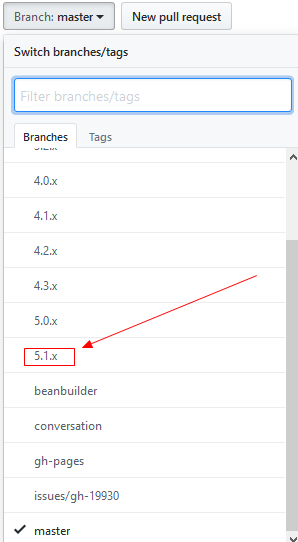 Branch: master New pull request
Switch branches/tags
Filter branches/tags
Branches Tags
4.0.x
4.1.x
4.2.x
4.3.x
5.0.x
5.1.x
beanbuilder
conversation
gh-pages
issues/gh-19930
master